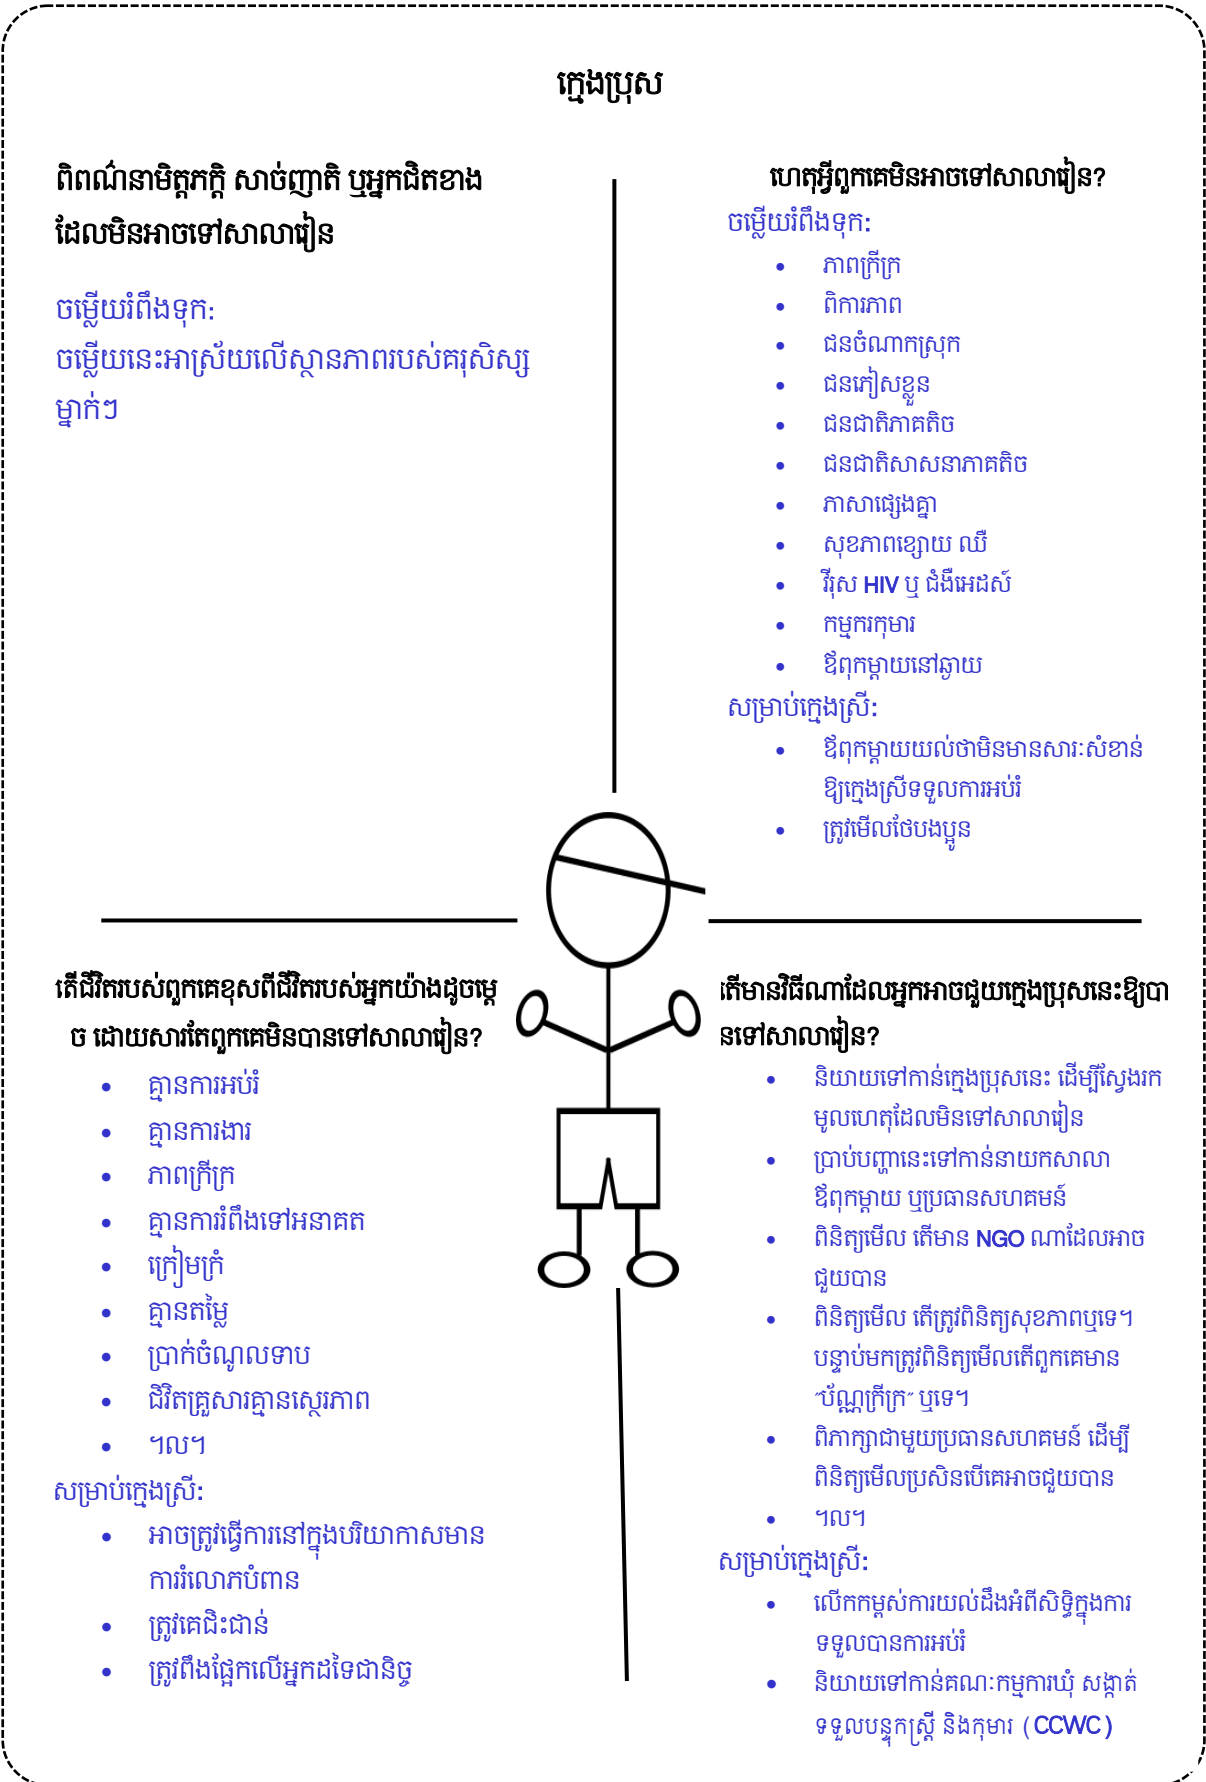 ក្មេងប្រុស
ពិពណ៌នាមិត្តភក្តិ សាច់ញាតិ ឬអ្នកជិតខាង
ដែលមិនអាចទៅសាលារៀន
ចម្លើយរំពឹងទុក:
ចម្លើយនេះអាស្រ័យលើស្ថានភាពរបស់គរុសិស្ស
ម្នាក់ៗ
ហេតុអ្វីពួកគេមិនអាចទៅសាលារៀន?
ចម្លើយរំពឹងទុក:
• ភាពក្រីក្រ
• ពិការភាព
• ជនចំណាកស្រុក
• ជនភៀសខ្លួន
• ជនជាតិភាគតិច
• ជនជាតិសាសនាភាគតិច
• ភាសាផ្សេងគ្នា
• សុខភាពខ្សោយ ឈឺ
• វីរុស HIV ឬ ជំងឺអេដស៍
• កម្មករកុមារ
• ឪពុកម្តាយនៅឆ្ងាយ
សម្រាប់ក្មេងស្រី:
• ឪពុកម្តាយយល់ថាមិនមានសារៈសំខាន់
ឱ្យក្មេងស្រីទទួលការអប់រំ
• ត្រូវមើលថែបងប្អូន
តើជីវិតរបស់ពួកគេខុសពីជីវិតរបស់អ្នកយ៉ាងដូចម្តេ
ច ដោយសារតែពួកគេមិនបានទៅសាលារៀន?
• គ្មានការអប់រំ
• គ្មានការងារ
• ភាពក្រីក្រ
• គ្មានការរំពឹងទៅអនាគត
• ក្រៀមក្រំ
• គ្មានតម្លៃ
• ប្រាក់ចំណូលទាប
• ជិវិតគ្រួសារគ្មានស្ថេរភាព
• ។ល។
សម្រាប់ក្មេងស្រី:
• អាចត្រូវធ្វើការនៅក្នុងបរិយាកាសមាន
ការរំលោភបំពាន
• ត្រូវគេជិះជាន់
• ត្រូវពឹងផ្អែកលើអ្នកដទៃជានិច្ច
តើមានវិធីណាដែលអ្នកអាចជួយក្មេងប្រុសនេះឱ្យបា
នទៅសាលារៀន?
• និយាយទៅកាន់ក្មេងប្រុសនេះ ដើម្បីស្វែងរក
មូលហេតុដែលមិនទៅសាលារៀន
• ប្រាប់បញ្ហានេះទៅកាន់នាយកសាលា
ឪពុកម្តាយ ឬប្រធានសហគមន៍
• ពិនិត្យមើល តើមាន NGO ណាដែលអាច
ជួយបាន
• ពិនិត្យមើល តើត្រូវពិនិត្យសុខភាពឬទេ។
បន្ទាប់មកត្រូវពិនិត្យមើលតើពួកគេមាន
“ប័ណ្ណក្រីក្រ” ឬទេ។
• ពិភាក្សាជាមួយប្រធានសហគមន៍ ដើម្បី
ពិនិត្យមើលប្រសិនបើគេអាចជួយបាន
• ។ល។
សម្រាប់ក្មេងស្រី:
• លើកកម្ពស់ការយល់ដឹងអំពីសិទ្ធិក្នុងការ
ទទួលបានការអប់រំ
• និយាយទៅកាន់គណៈកម្មការឃុំ សង្កាត់
ទទួលបន្ទុកស្ត្រី និងកុមារ (CCWC)